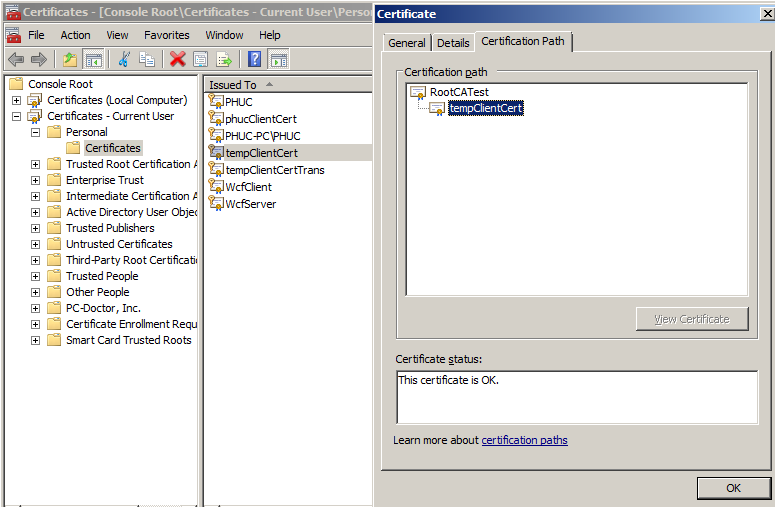 Certificates - [Console Root\Certificates - Current User\Perso
File Action View Favorites Window Help
Console Root
Certificates (Local Computer)
Certificates - Current User
Personal
Certificates
Trusted Root Certification A
Enterprise Trust
Intermediate Certification A
Active Directory User Objec
Trusted Publishers
Untrusted Certificates
Third-Party Root Certificati
Trusted People
Other People
PC-Doctor, Inc.
Certificate Enrollment Requ
Smart Card Trusted Roots
Issued To
PHUC
phucClientCert
PHUC-PC\PHUC
tempClientCert
tempClientCertTrans
WcfClient
WcfServer
Certificate
General Details Certification Path
Certification path
RootCATest
tempClientCert
View Certificate
Certificate status:
This certificate is OK.
Learn more about certification paths
OK